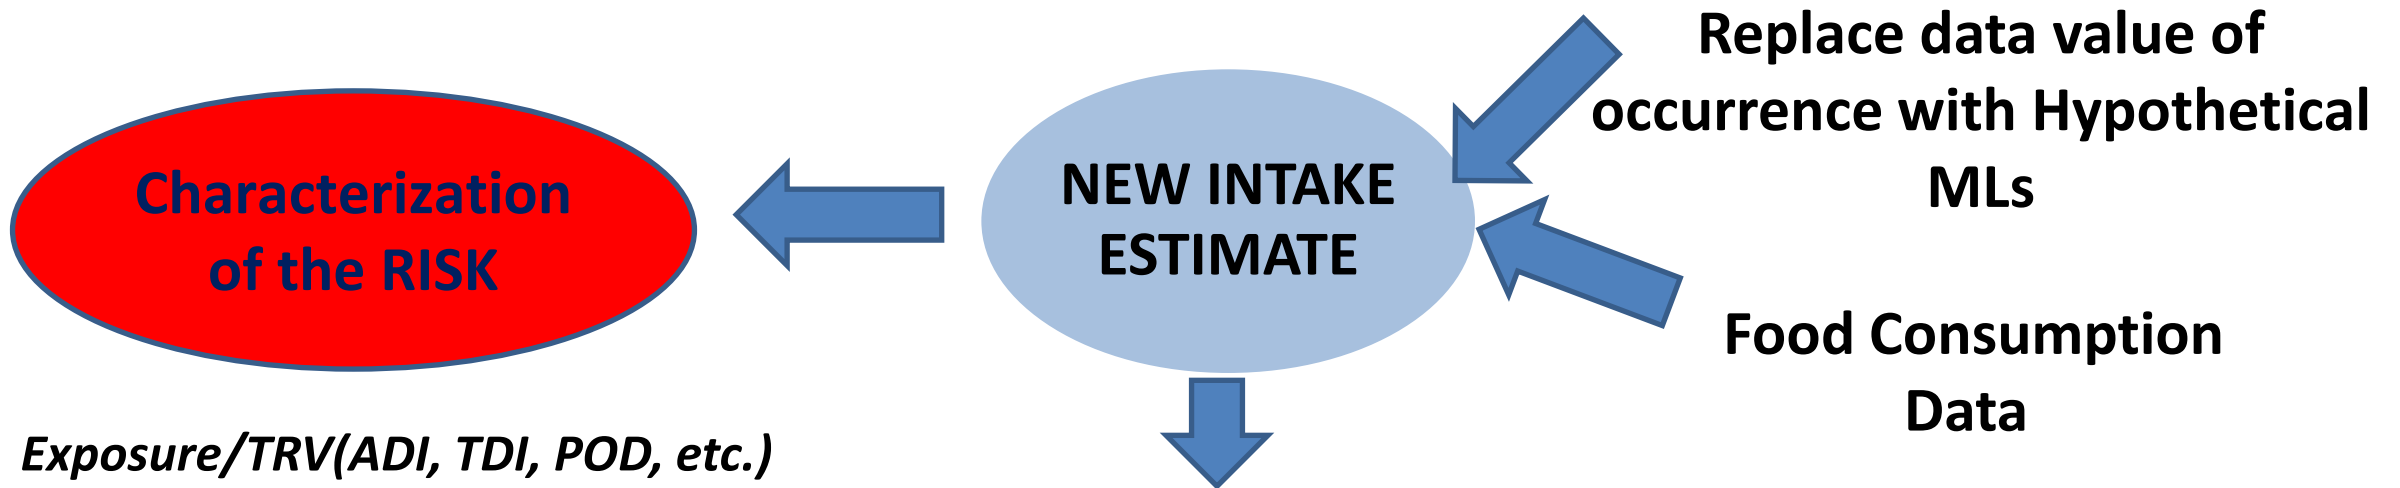 Characterization
of the RISK
Exposure/TRV(ADI, TDI, POD, etc.)
NEW INTAKE
ESTIMATE
Replace data value of
occurrence with Hypothetical
MLs
Food Consumption
Data